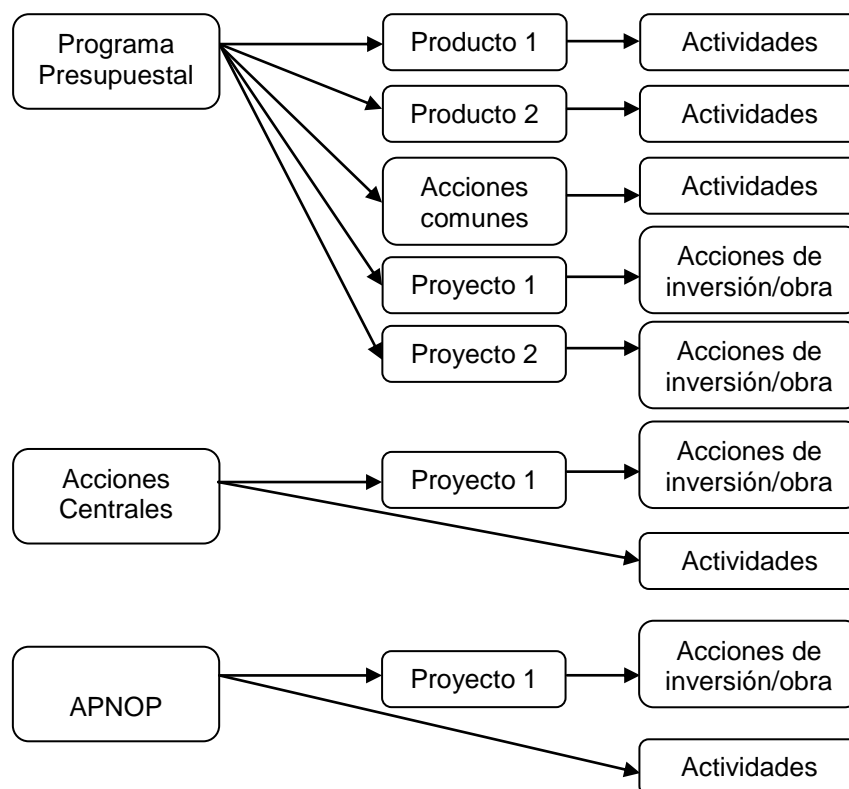 Programa
Presupuestal
Producto 1
Actividades
Producto 2
Actividades
Acciones
comunes
Actividades
Proyecto 1
Acciones de
inversión/obra
Proyecto 2
Acciones de
inversión/obra
Acciones
Centrales
Proyecto 1
Acciones de
inversión/obra
Actividades
APNOP
Proyecto 1
Acciones de
inversión/obra
Actividades